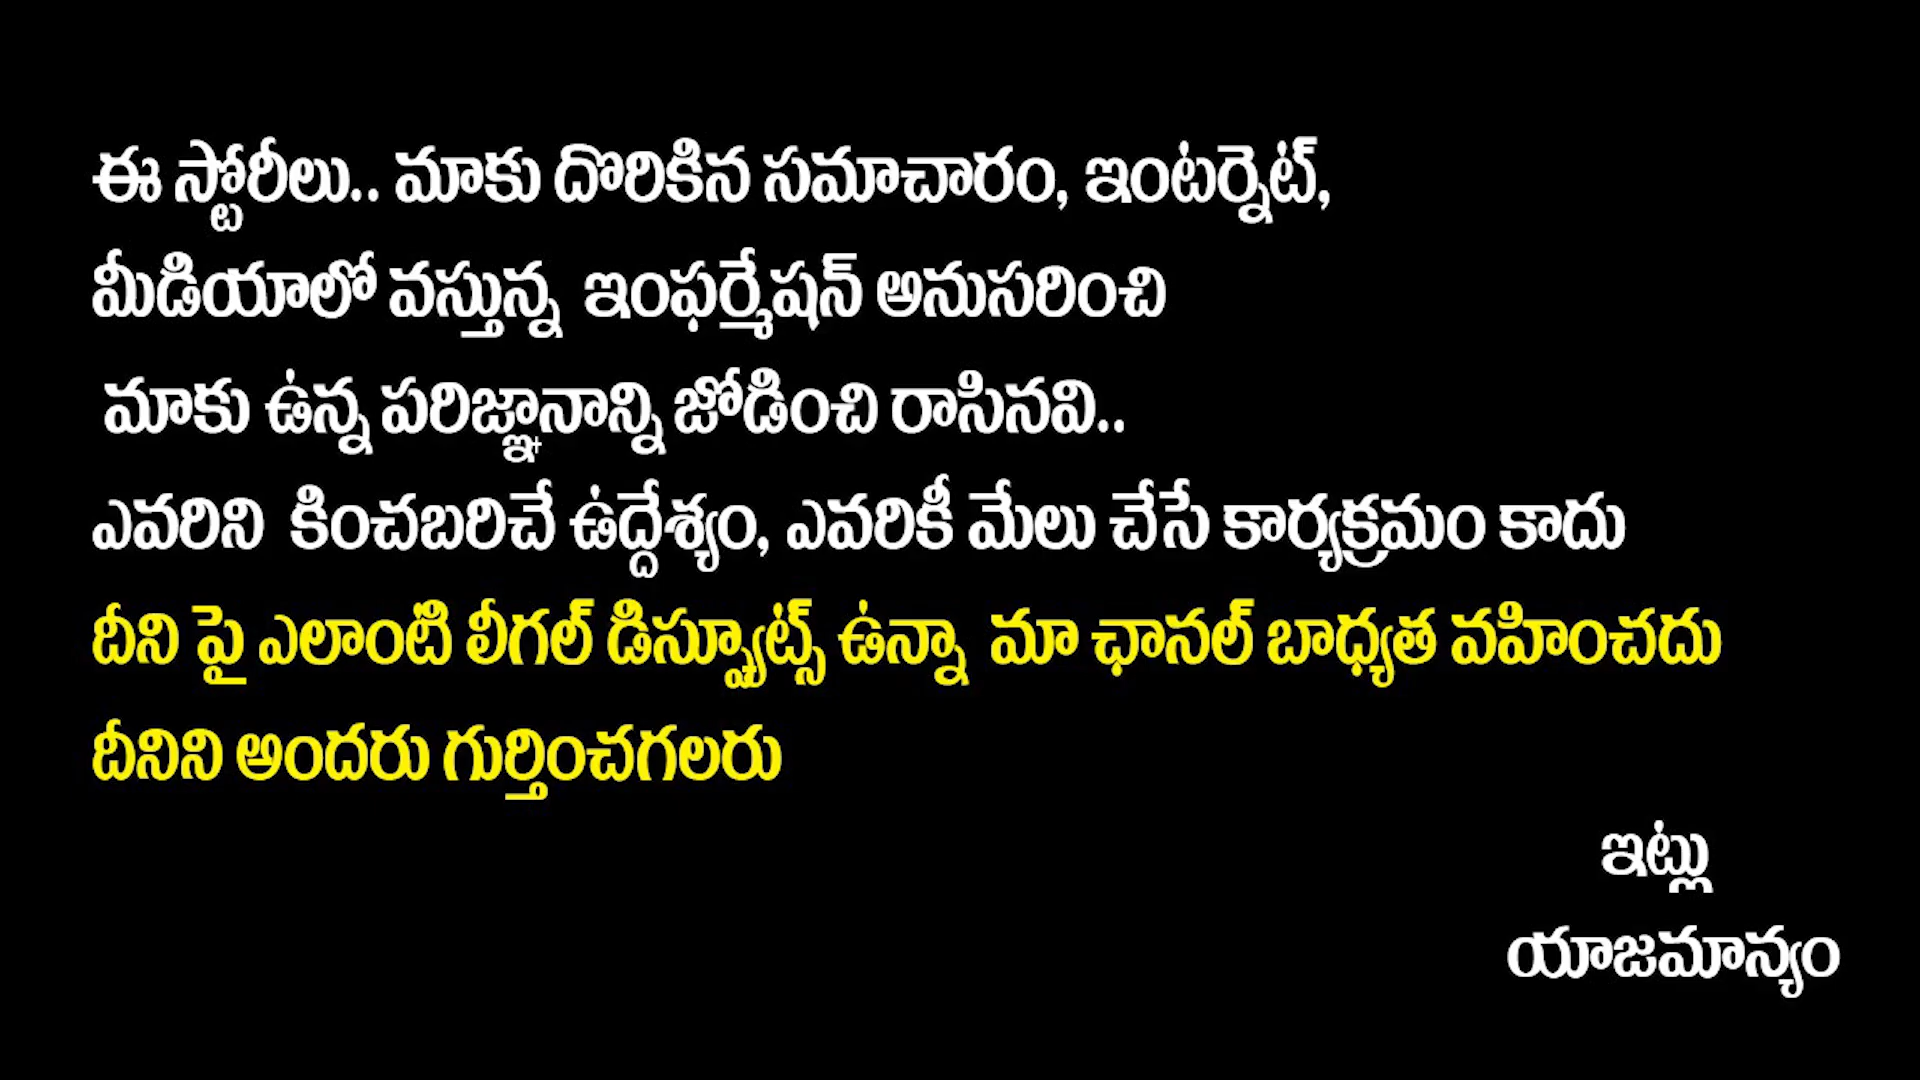 ఈ స్టోరీలు.. మాకు దొరికిన సమాచారం, ఇంటర్నెట్,
మీడియాలో వస్తున్న ఇంఫర్మేషన్ అనుసరించి
మాకు ఉన్న పరిజ్ఞానాన్ని జోడించి రాసినవి..
ఎవరిని కించబరిచే ఉద్దేశ్యం, ఎవరికీ మేలు చేసే కార్యక్రమం కాదు
దీని పై ఎలాంటి లీగల్ డిస్ప్యూట్స్ ఉన్నా మా ఛానల్ బాధ్యత వహించదు
దీనిని అందరు గుర్తించగలరు
ఇట్లు
యాజమాన్యం